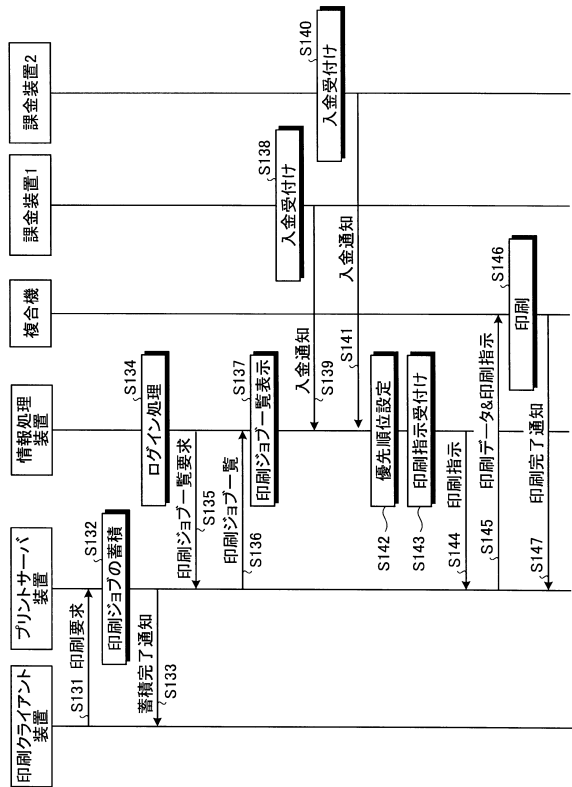 印刷クライアント
装置
プリントサーバ
装置
情報処理
装置
複合機
課金装置1
課金装置2
S131 印刷要求
S132
印刷ジョブの蓄積
蓄積完了通知
S133
S134
ログイン処理
印刷ジョブ一覧要求
S135
印刷ジョブ一覧
S136
S137
印刷ジョブ一覧表示
S138
入金受付け
入金通知
S139
S140
入金受付け
入金通知
S141
優先順位設定
S142
印刷指示受付け
S143
印刷指示
S144
印刷データ&印刷指示
S145
S146
印刷
印刷完了通知
S147